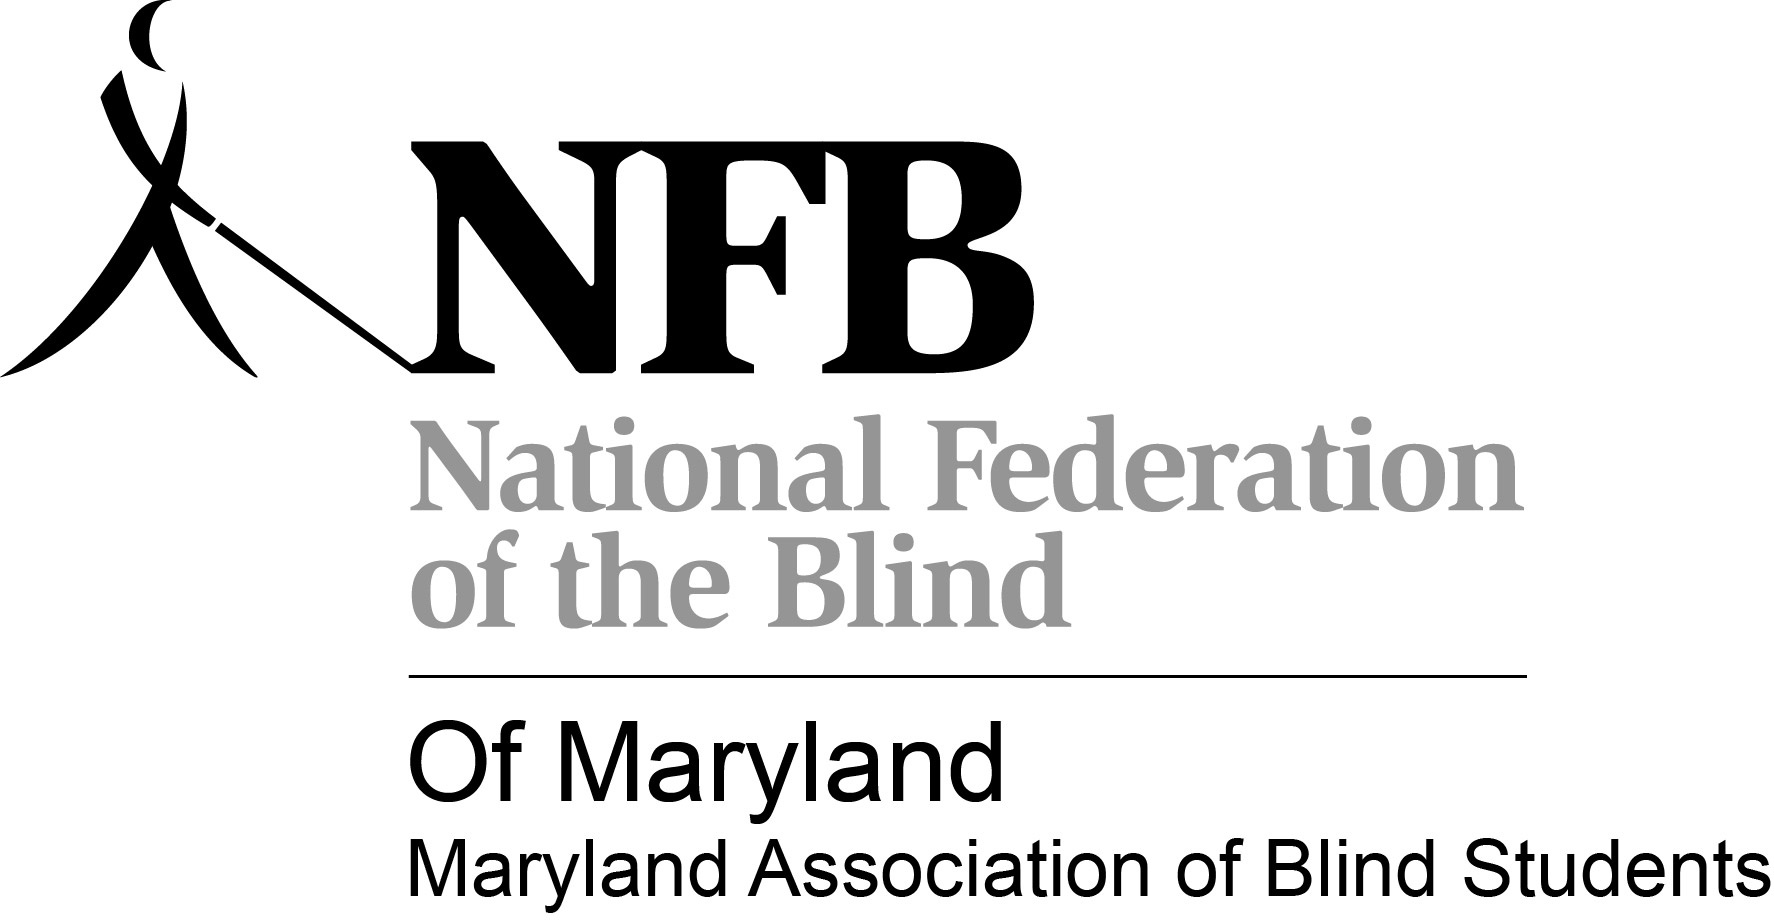 NFB
National Federation
of the Blind
Of Maryland
Maryland Association of Blind Students